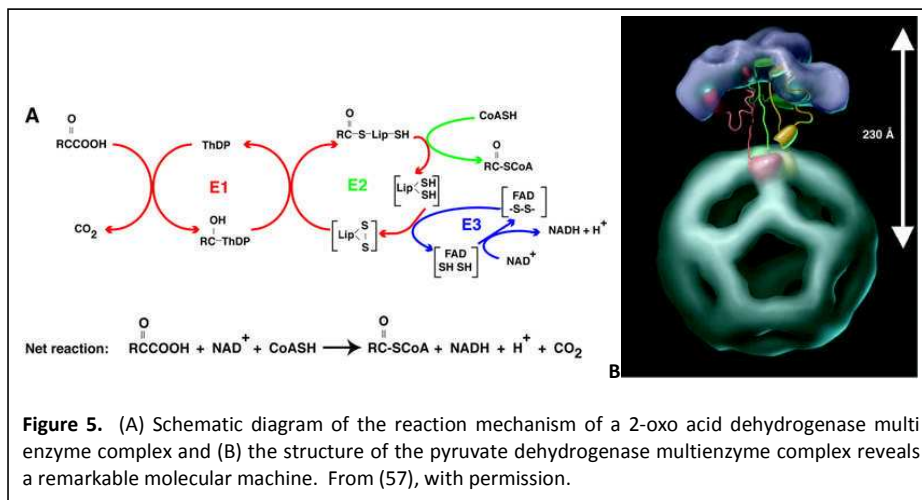 A
O
RCCOOH
ThDP
O
RC-S-Lip-SH
CoASH
O
RC-SCoA
E1
E2
Lip SH SH
FAD -S-S-
CO2
OH
RC-ThDP
Lip S S
E3
FAD SH SH
NADH + H+
NAD+
O O
Net reaction: RCCOOH + NAD+ + CoASH → RC-SCoA + NADH + H+ + CO2
230 Å
B
Figure 5. (A) Schematic diagram of the reaction mechanism of a 2-oxo acid dehydrogenase multi
enzyme complex and (B) the structure of the pyruvate dehydrogenase multienzyme complex reveals
a remarkable molecular machine. From (57), with permission.